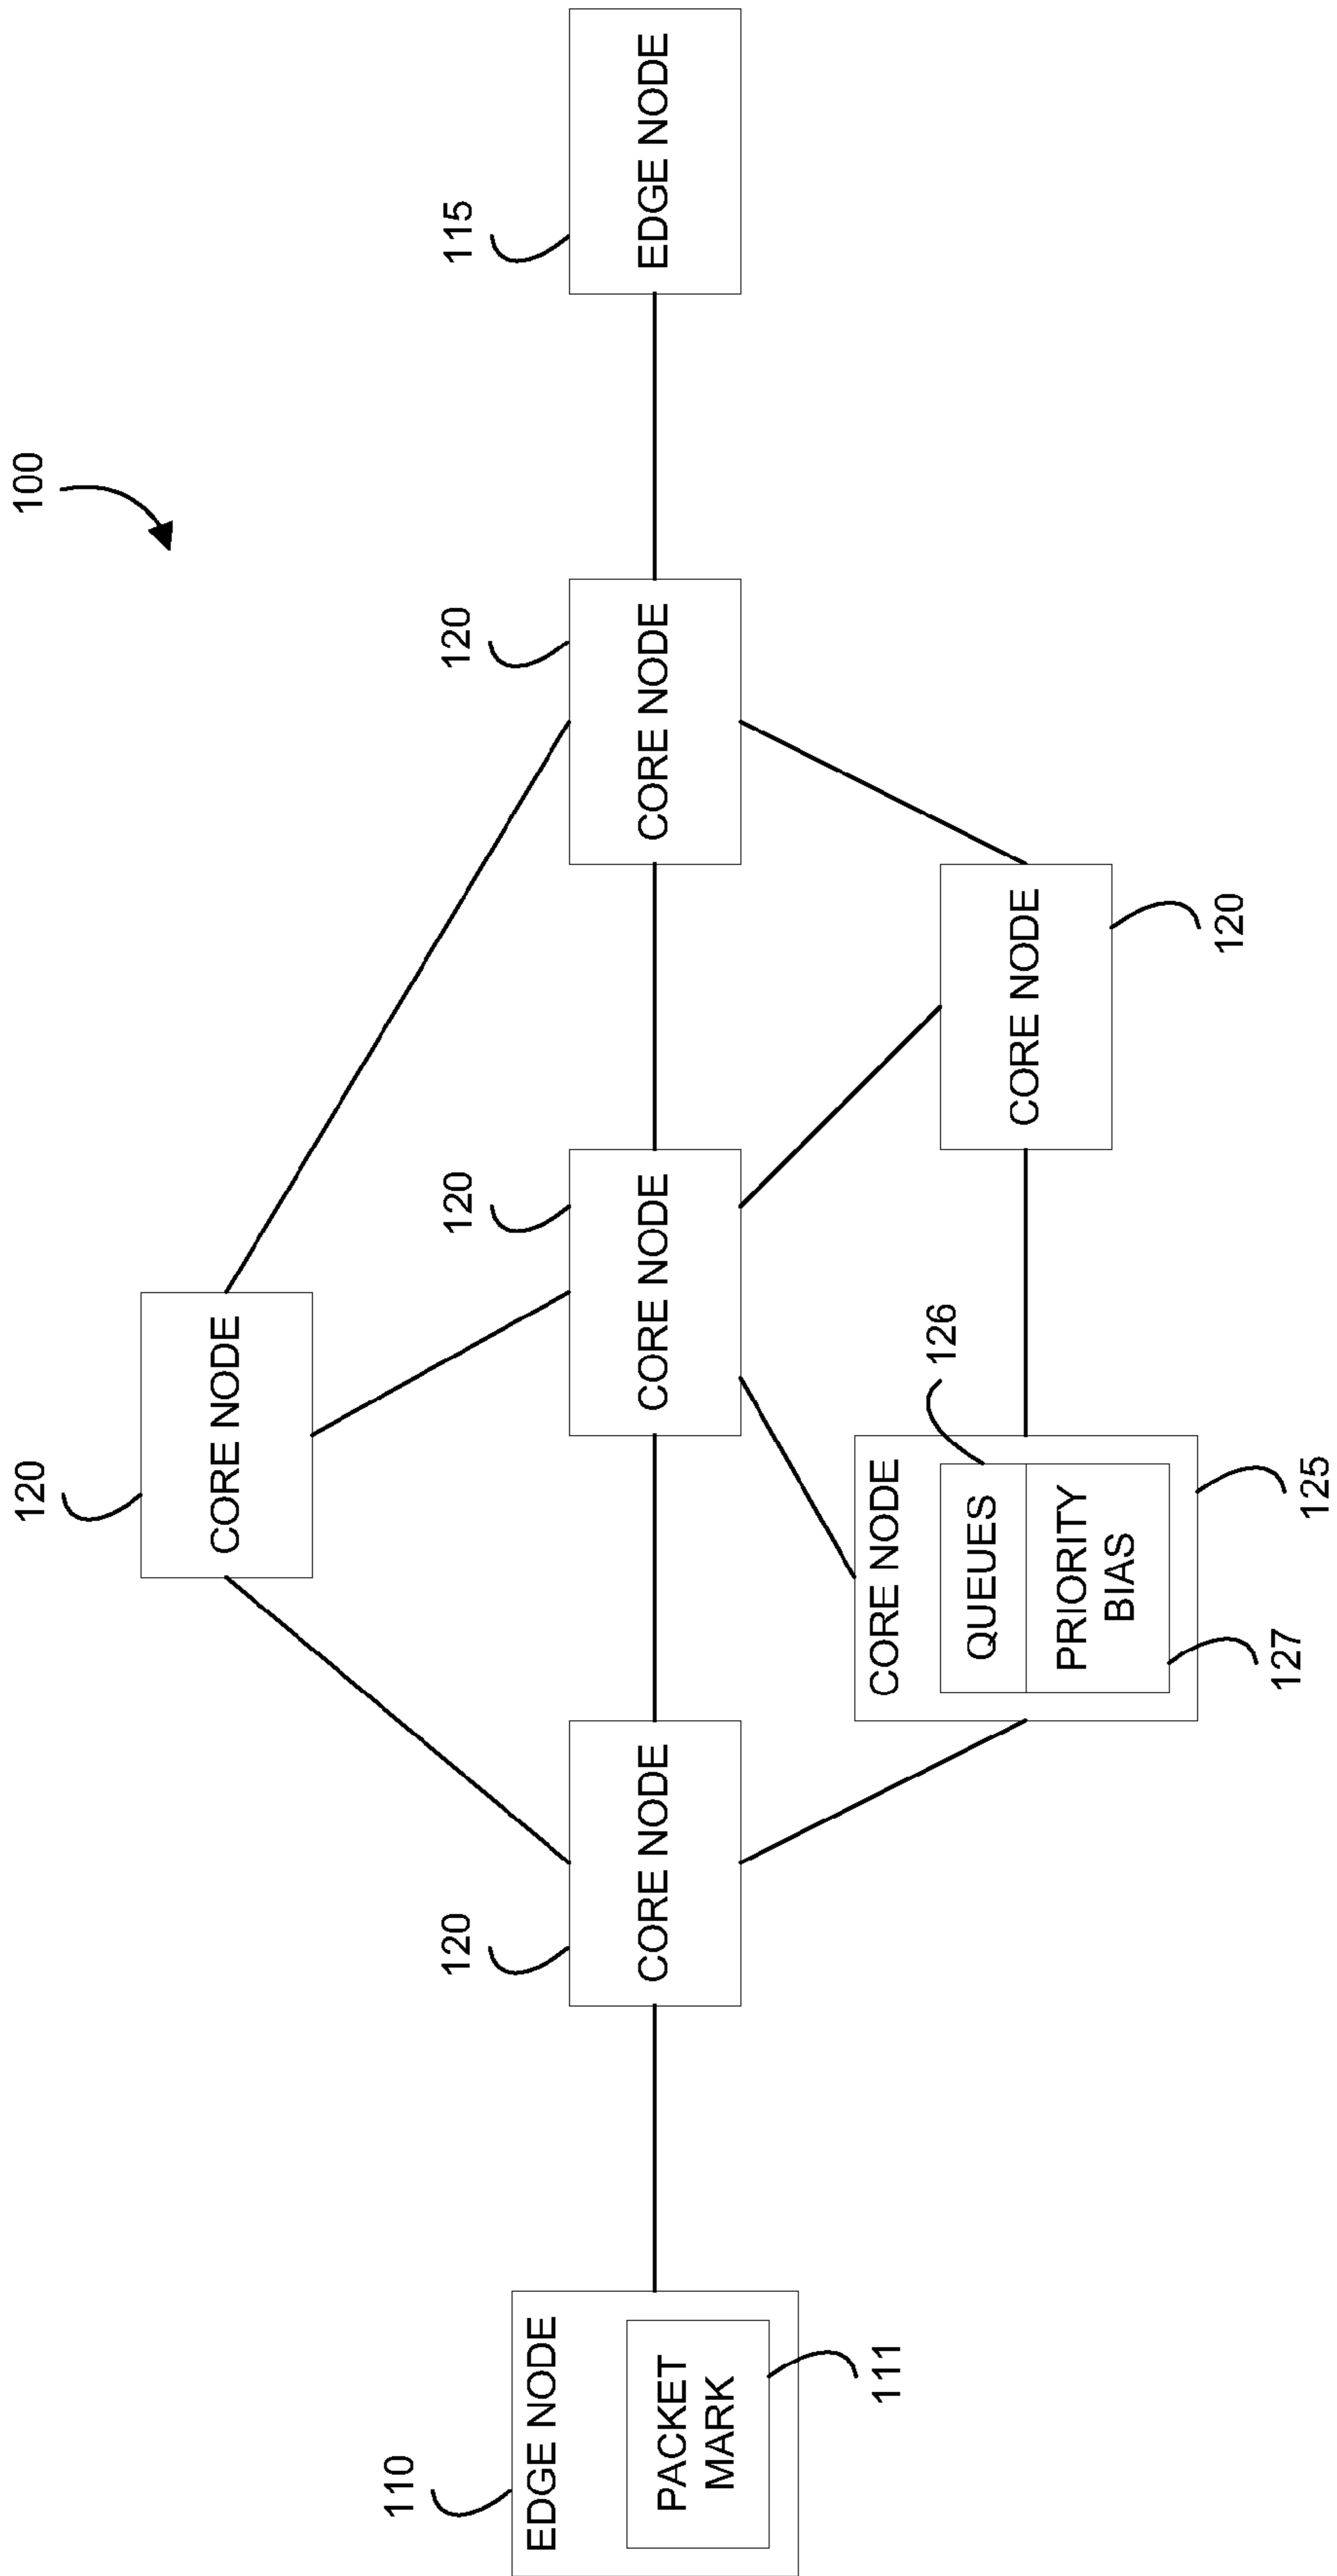 100
110
EDGE NODE
PACKET
MARK
111
120
CORE NODE
120
CORE NODE
120
CORE NODE
120
CORE NODE
115
EDGE NODE
CORE NODE
126
QUEUES
PRIORITY
BIAS
127
125
CORE NODE
120